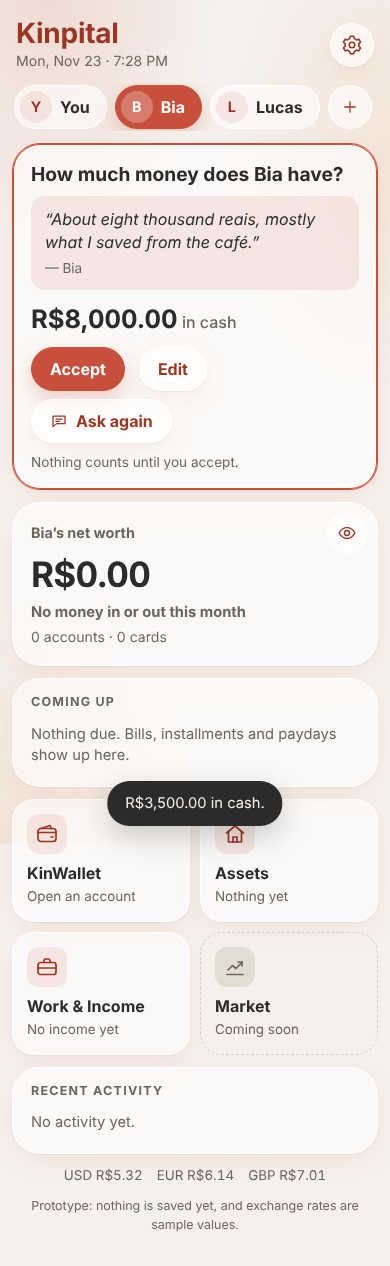 Kinpital
Mon, Nov 23 · 7:28 PM
Y You
B Bia
L Lucas
+
How much money does Bia have?
“About eight thousand reais, mostly
what I saved from the café.”
— Bia
R$8,000.00 in cash
Accept
Edit
Ask again
Nothing counts until you accept.
Bia’s net worth
R$0.00
No money in or out this month
0 accounts · 0 cards
COMING UP
Nothing due. Bills, installments and paydays
show up here.
R$3,500.00 in cash.
KinWallet
Open an account
Assets
Nothing yet
Work & Income
No income yet
Market
Coming soon
RECENT ACTIVITY
No activity yet.
USD R$5.32 EUR R$6.14 GBP R$7.01
Prototype: nothing is saved yet, and exchange rates are
sample values.